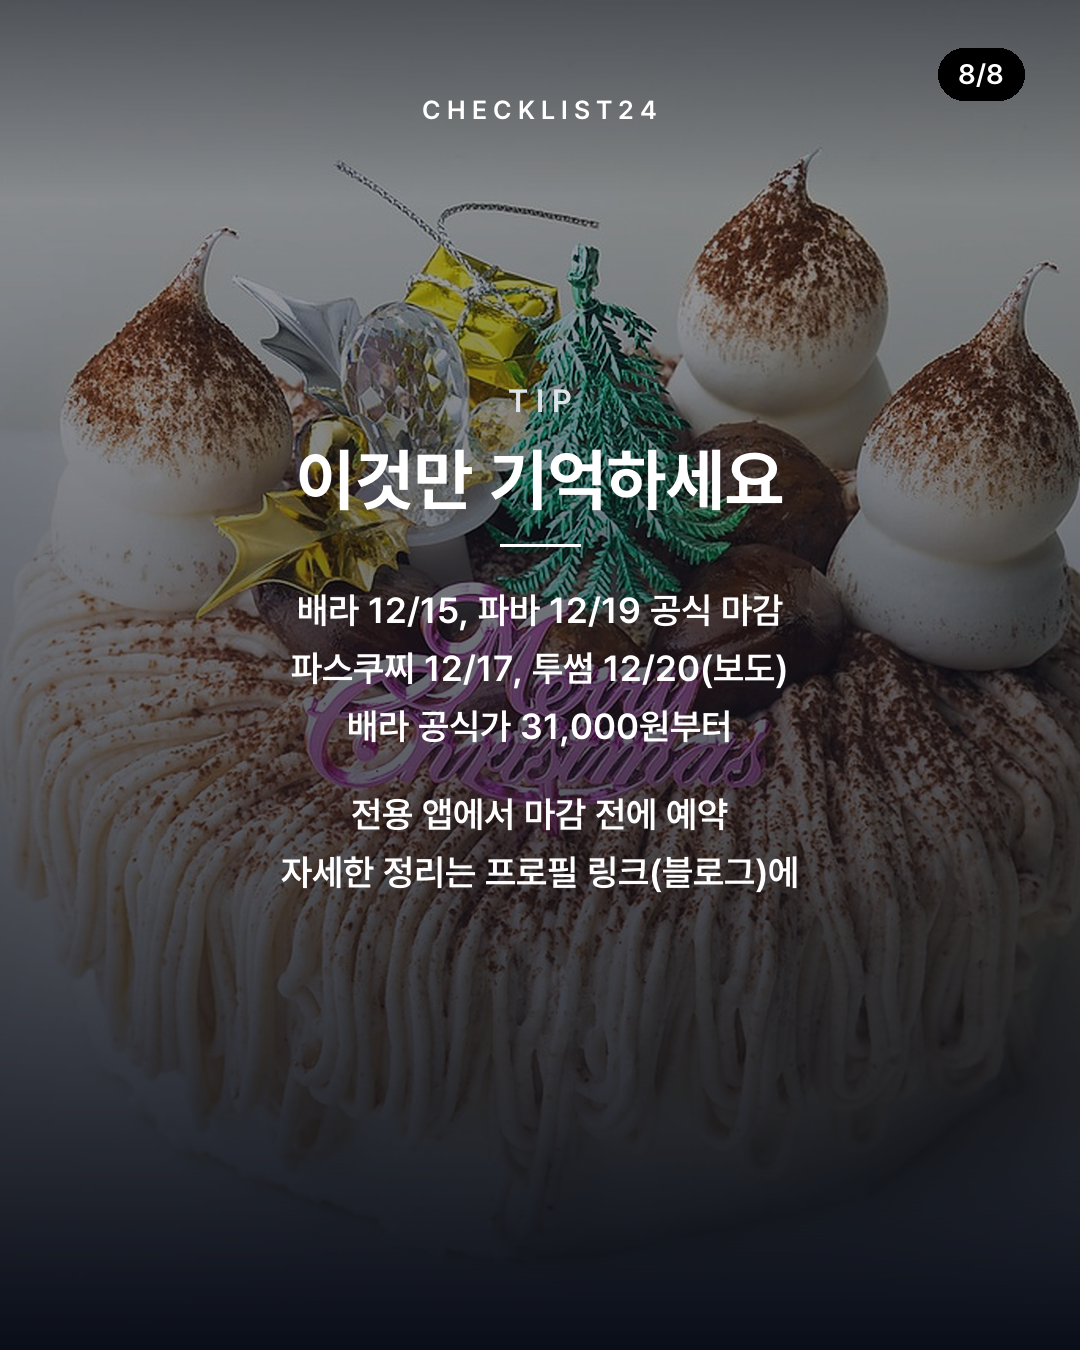 8/8
CHECKLIST24
TIP
이것만 기억하세요
배라 12/15, 파바 12/19 공식 마감
파스쿠찌 12/17, 투썸 12/20(보도)
배라 공식가 31,000원부터
Merry
Christmas
전용 앱에서 마감 전에 예약
자세한 정리는 프로필 링크(블로그)에